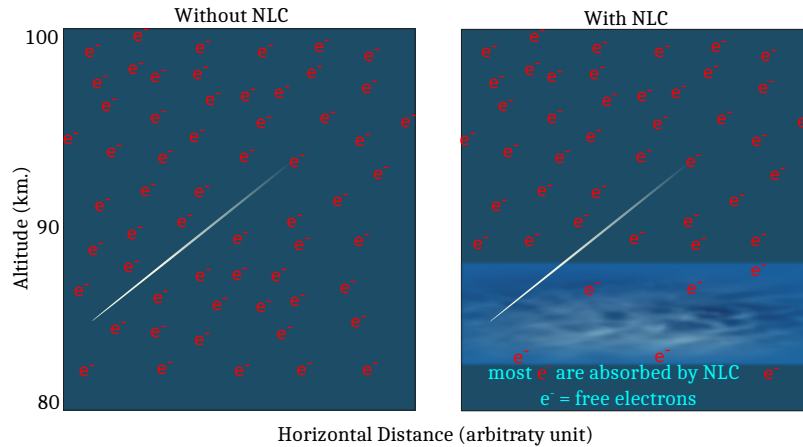 Without NLC
With NLC
100
90
80
Altitude (km.)
e⁻ e⁻ e⁻ e⁻ e⁻ e⁻
e⁻ e⁻ e⁻ e⁻ e⁻ e⁻
e⁻ e⁻ e⁻ e⁻
e⁻ e⁻ e⁻ e⁻
e⁻ e⁻ e⁻
e⁻ e⁻ e⁻ e⁻ e⁻
e⁻ e⁻ e⁻ e⁻
e⁻ e⁻ e⁻ e⁻ e⁻ e⁻ e⁻
e⁻ e⁻ e⁻ e⁻ e⁻ e⁻
e⁻ e⁻ e⁻ e⁻
e⁻ e⁻ e⁻ e⁻ e⁻
e⁻ e⁻ e⁻ e⁻ e⁻
e⁻ e⁻ e⁻ e⁻ e⁻ e⁻
e⁻ e⁻ e⁻ e⁻ e⁻ e⁻
e⁻ e⁻ e⁻ e⁻
e⁻ e⁻ e⁻ e⁻
e⁻ e⁻ e⁻
e⁻ e⁻ e⁻ e⁻ e⁻
e⁻ e⁻ e⁻ e⁻
e⁻ e⁻ e⁻ e⁻ e⁻ e⁻
e⁻ e⁻ e⁻
e⁻ e⁻ e⁻
most e⁻ are absorbed by NLC
e⁻ = free electrons
Horizontal Distance (arbitraty unit)